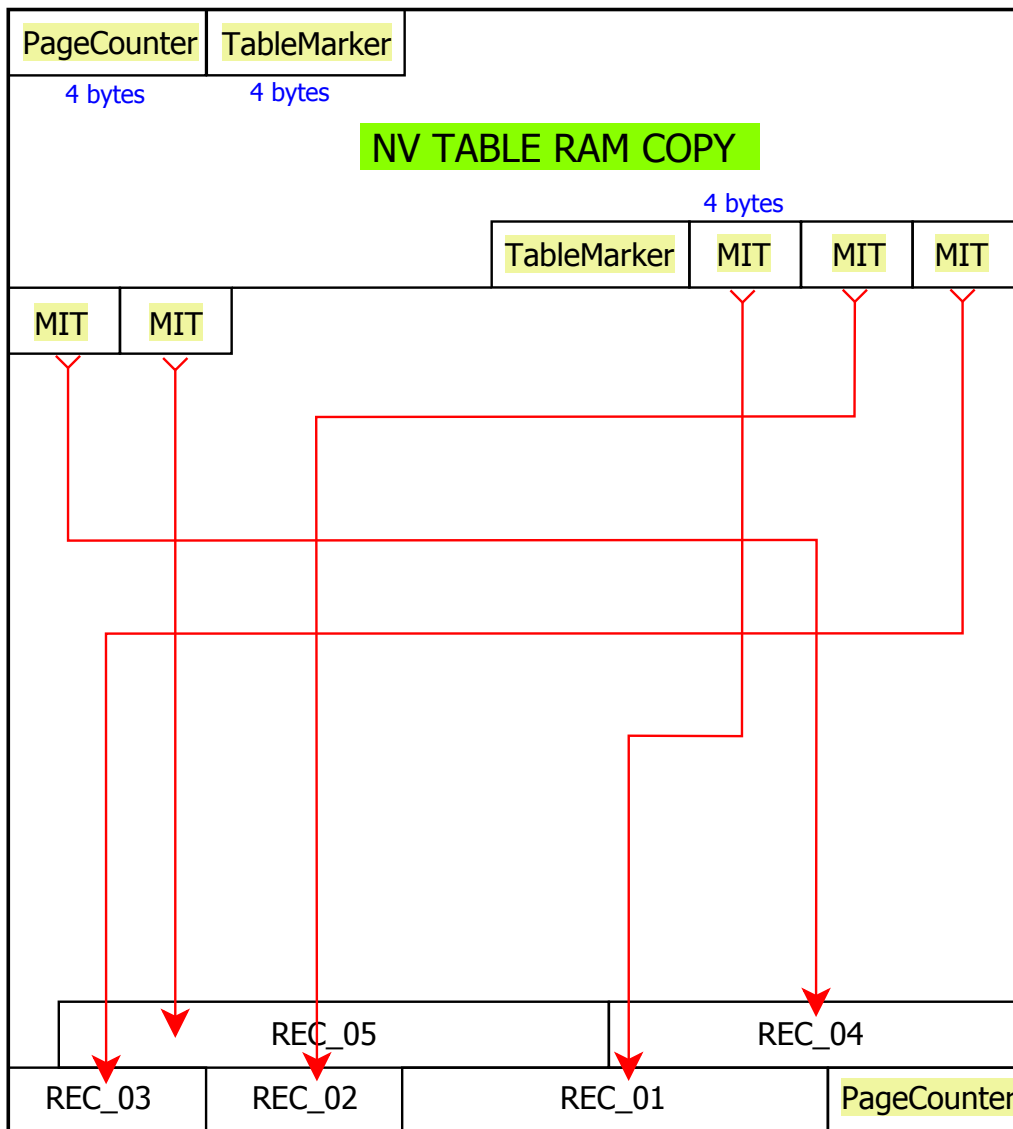 PageCounter TableMarker
4 bytes 4 bytes
NV TABLE RAM COPY
4 bytes
TableMarker MIT MIT MIT
MIT MIT
REC_05 REC_04
REC_03 REC_02 REC_01 PageCounter